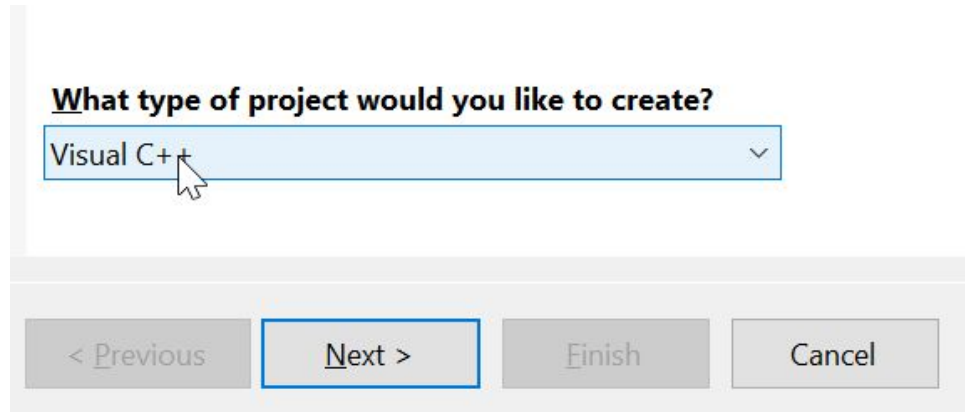 What type of project would you like to create?
Visual C++
< Previous Next > Finish Cancel